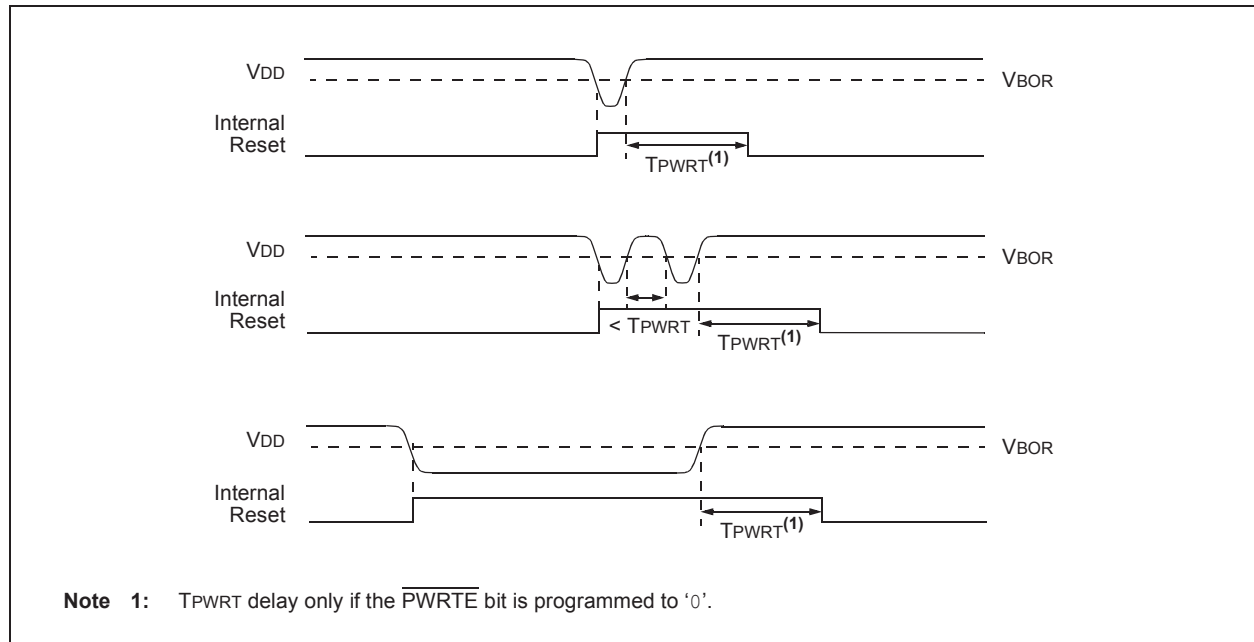 VDD
VBOR
Internal
Reset
TPWRT(1)
VDD
VBOR
Internal
Reset
< TPWRT
TPWRT(1)
VDD
VBOR
Internal
Reset
TPWRT(1)
Note 1: TPWRT delay only if the PWRTE bit is programmed to ‘0’.